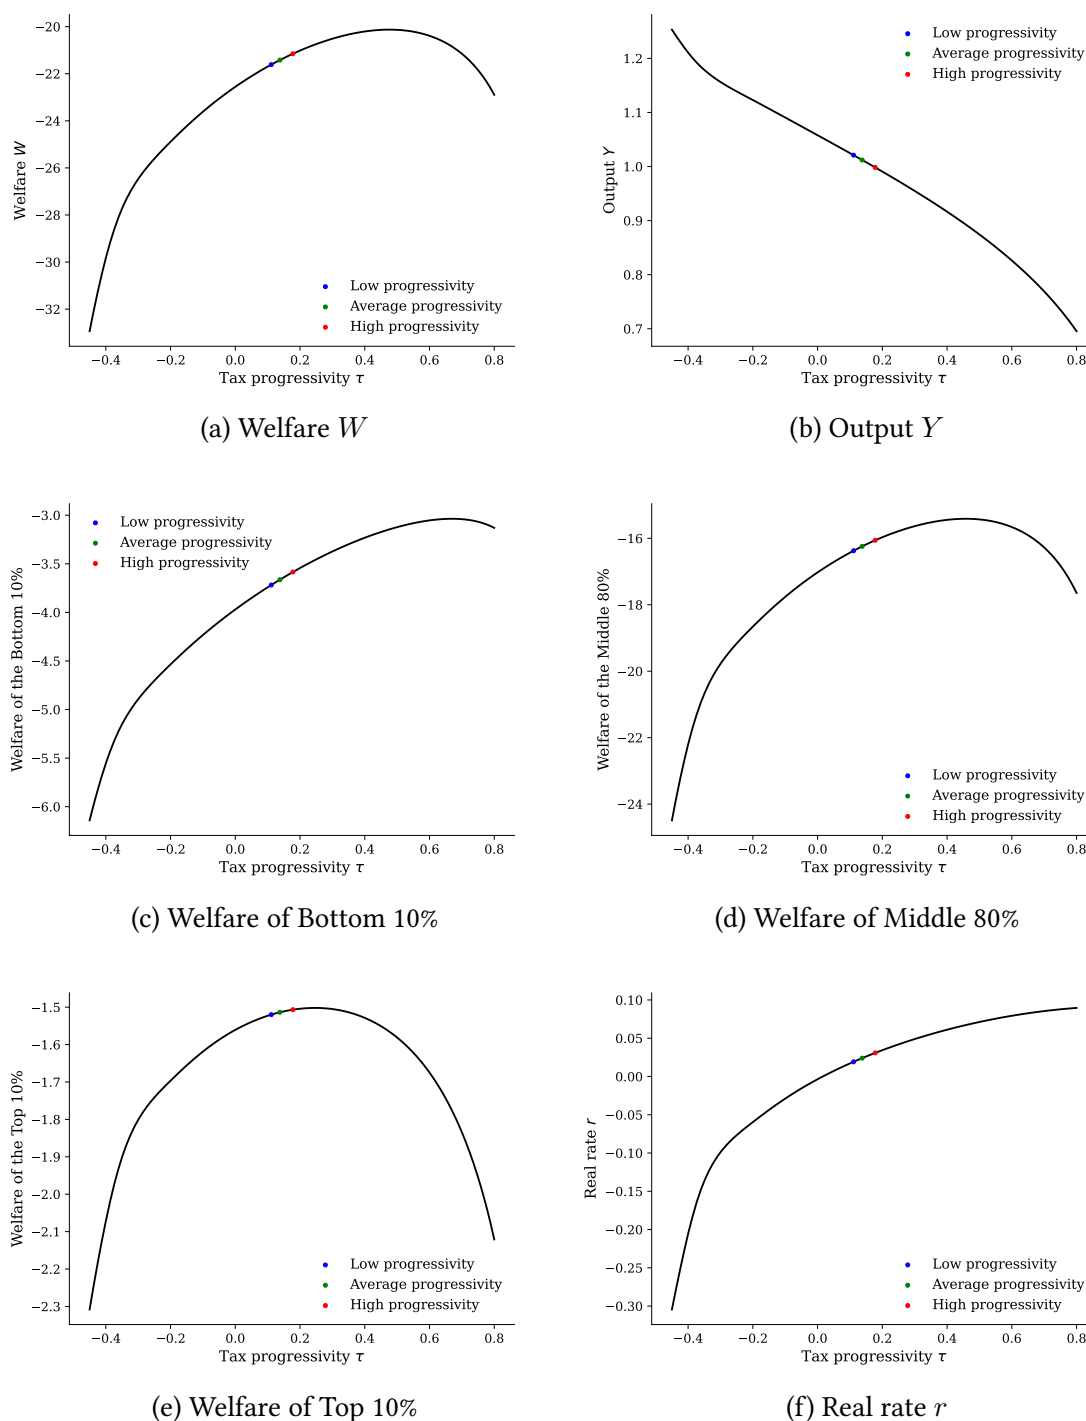 −20
−22
−24
−26
−28
−30
−32
Welfare W
Low progressivity
Average progressivity
High progressivity
−0.4 −0.2 0.0 0.2 0.4 0.6 0.8
Tax progressivity τ
(a) Welfare W
1.2
1.1
1.0
0.9
0.8
0.7
Output Y
Low progressivity
Average progressivity
High progressivity
−0.4 −0.2 0.0 0.2 0.4 0.6 0.8
Tax progressivity τ
(b) Output Y
−3.0
−3.5
−4.0
−4.5
−5.0
−5.5
−6.0
Welfare of the Bottom 10%
Low progressivity
Average progressivity
High progressivity
−0.4 −0.2 0.0 0.2 0.4 0.6 0.8
Tax progressivity τ
(c) Welfare of Bottom 10%
−16
−18
−20
−22
−24
Welfare of the Middle 80%
Low progressivity
Average progressivity
High progressivity
−0.4 −0.2 0.0 0.2 0.4 0.6 0.8
Tax progressivity τ
(d) Welfare of Middle 80%
−1.5
−1.6
−1.7
−1.8
−1.9
−2.0
−2.1
−2.2
−2.3
Welfare of the Top 10%
Low progressivity
Average progressivity
High progressivity
−0.4 −0.2 0.0 0.2 0.4 0.6 0.8
Tax progressivity τ
(e) Welfare of Top 10%
0.10
0.05
0.00
−0.05
−0.10
−0.15
−0.20
−0.25
−0.30
Real rate r
Low progressivity
Average progressivity
High progressivity
−0.4 −0.2 0.0 0.2 0.4 0.6 0.8
Tax progressivity τ
(f) Real rate r